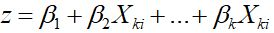 z = β₁ + β₂Xₖᵢ + ... + βₖXₖᵢ